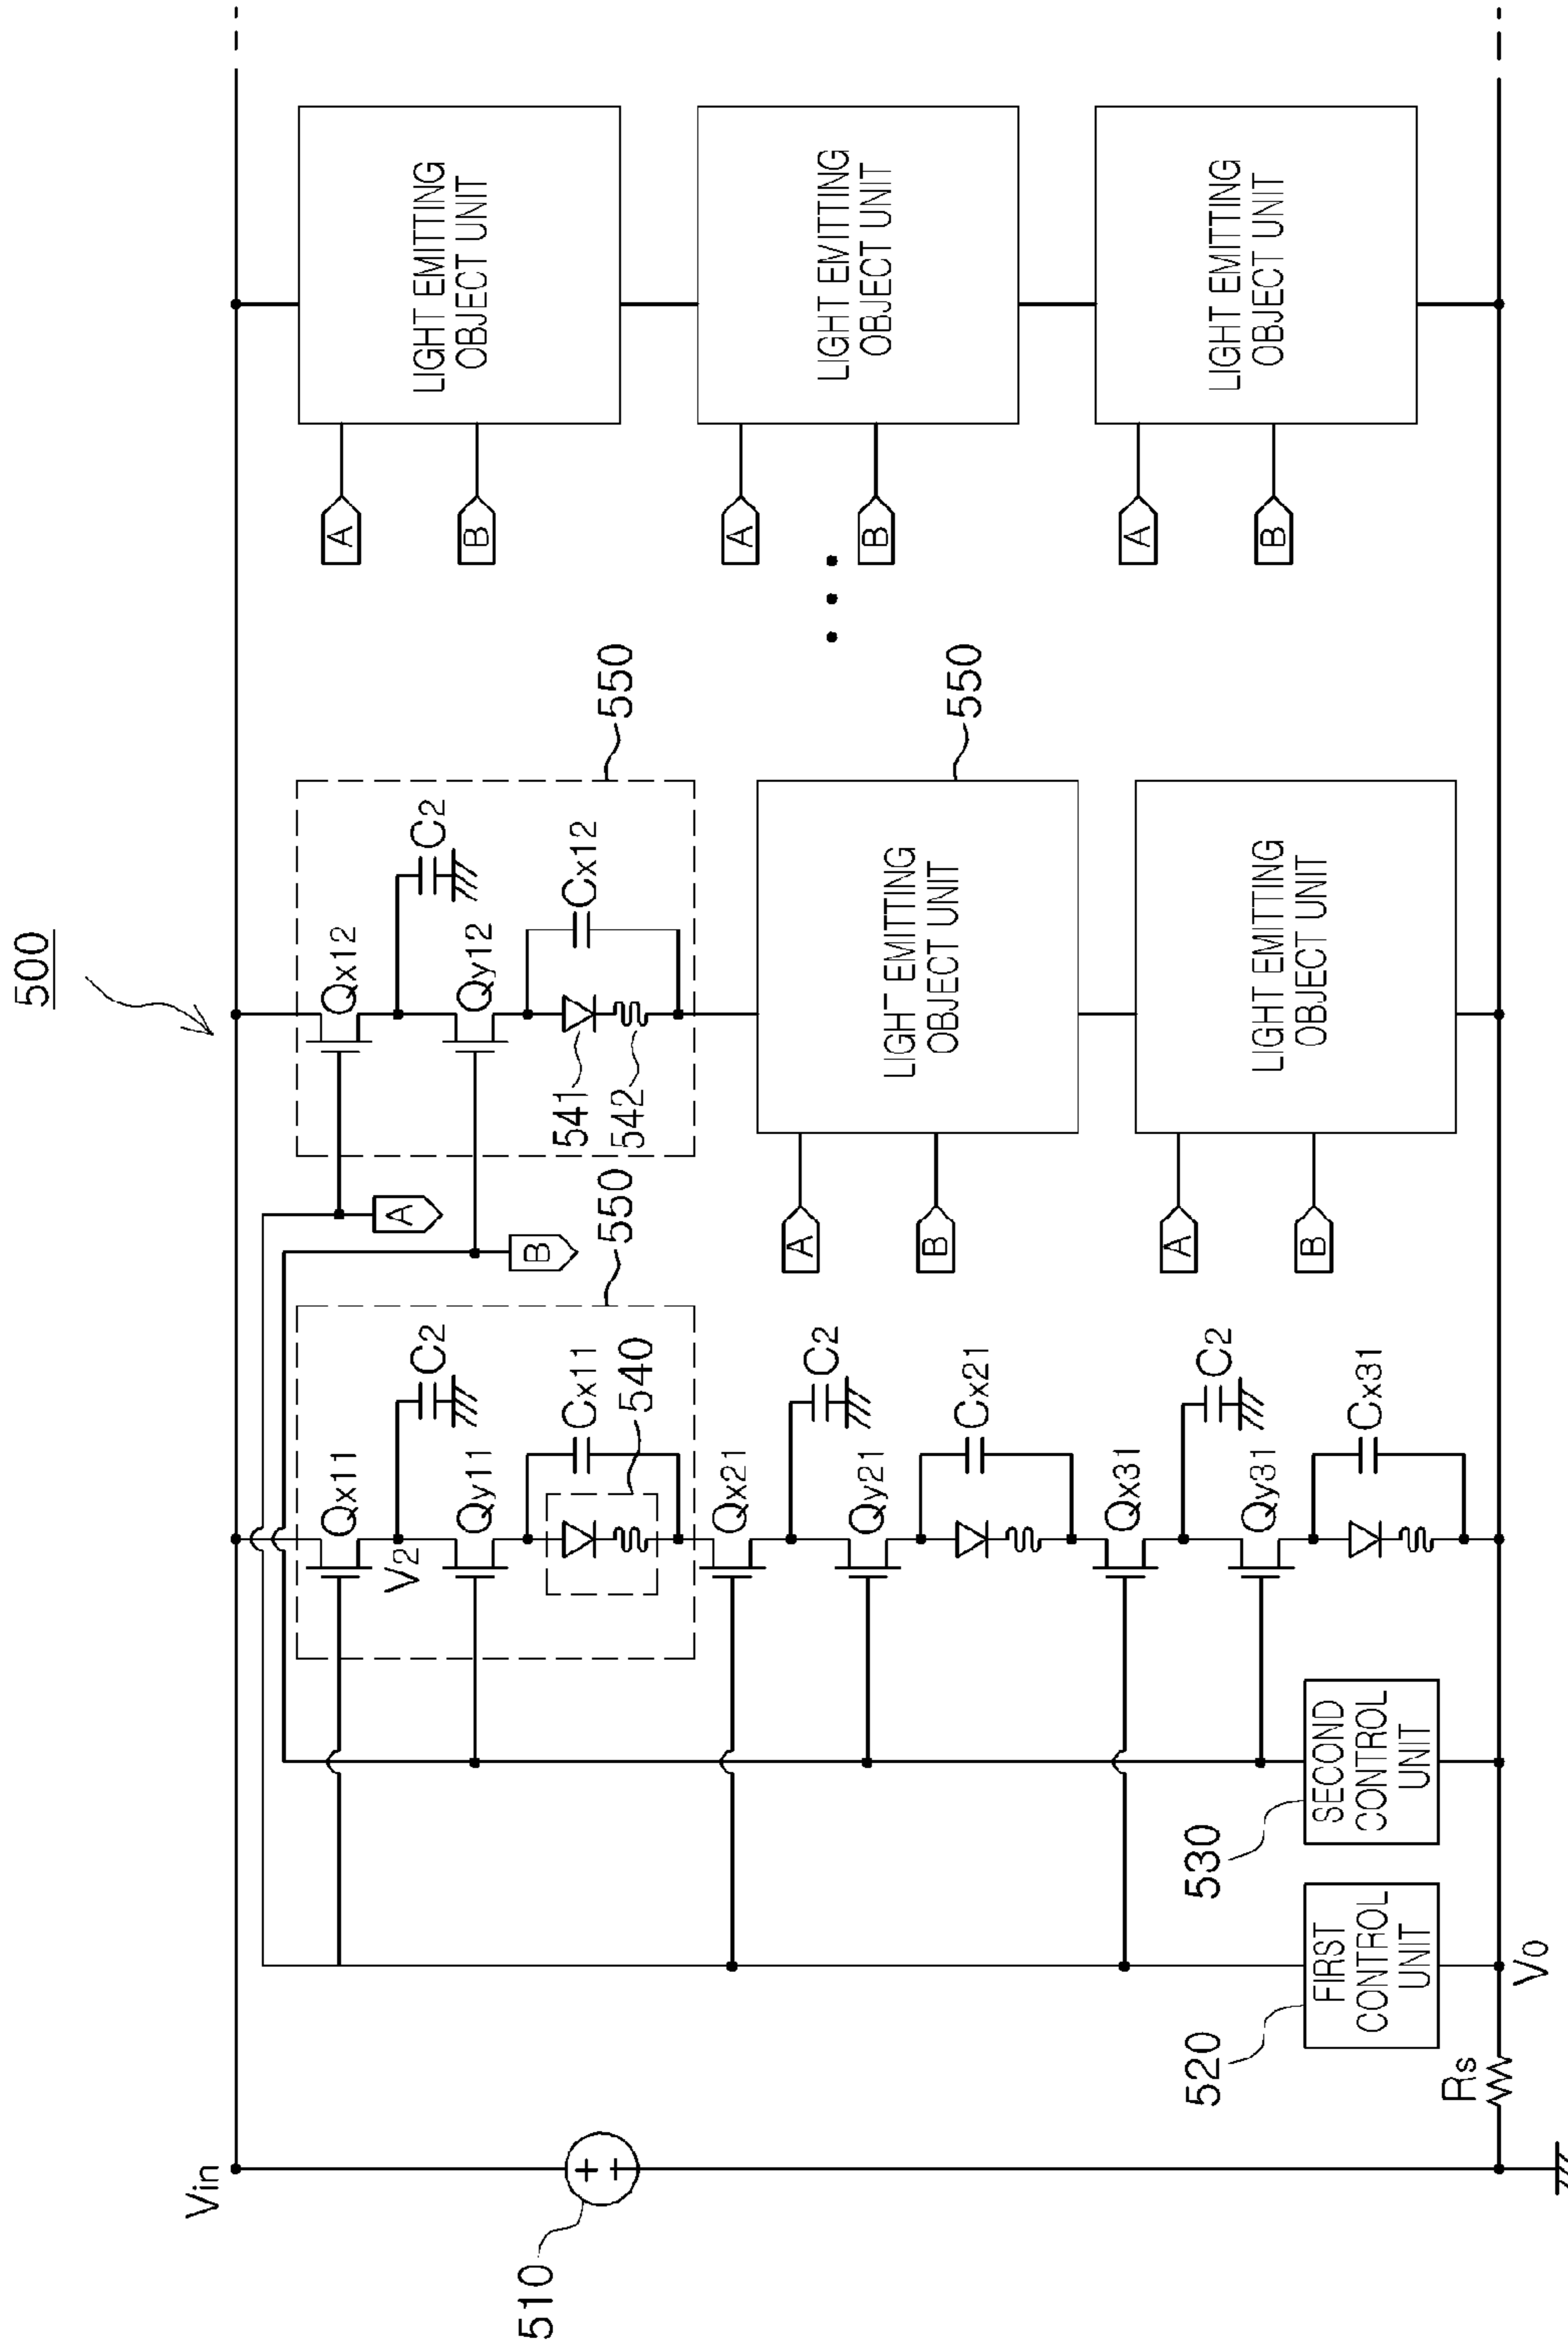 500
Vin
510
Rs
Vo
520
FIRST
CONTROL
UNIT
530
SECOND
CONTROL
UNIT
550
Qx11
V2
C2
Qy11
Cx11
540
Qx21
C2
Qy21
Cx21
Qx31
C2
Qy31
Cx31
A
B
550
Qx12
C2
Qy12
Cx12
541
542
A
B
550
LIGHT EMITTING
OBJECT UNIT
A
B
LIGHT EMITTING
OBJECT UNIT
A
B
LIGHT EMITTING
OBJECT UNIT
A
B
LIGHT EMITTING
OBJECT UNIT
A
B
LIGHT EMITTING
OBJECT UNIT